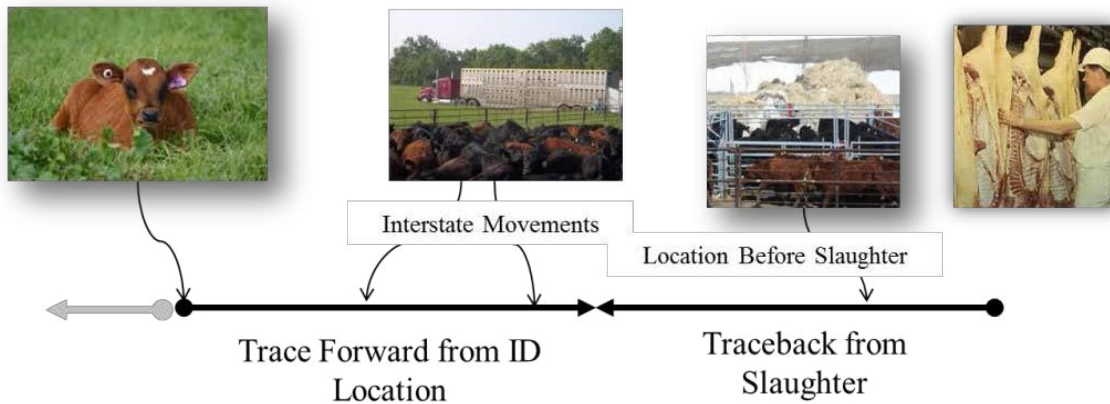 Interstate Movements
Location Before Slaughter
Trace Forward from ID
Location
Traceback from
Slaughter